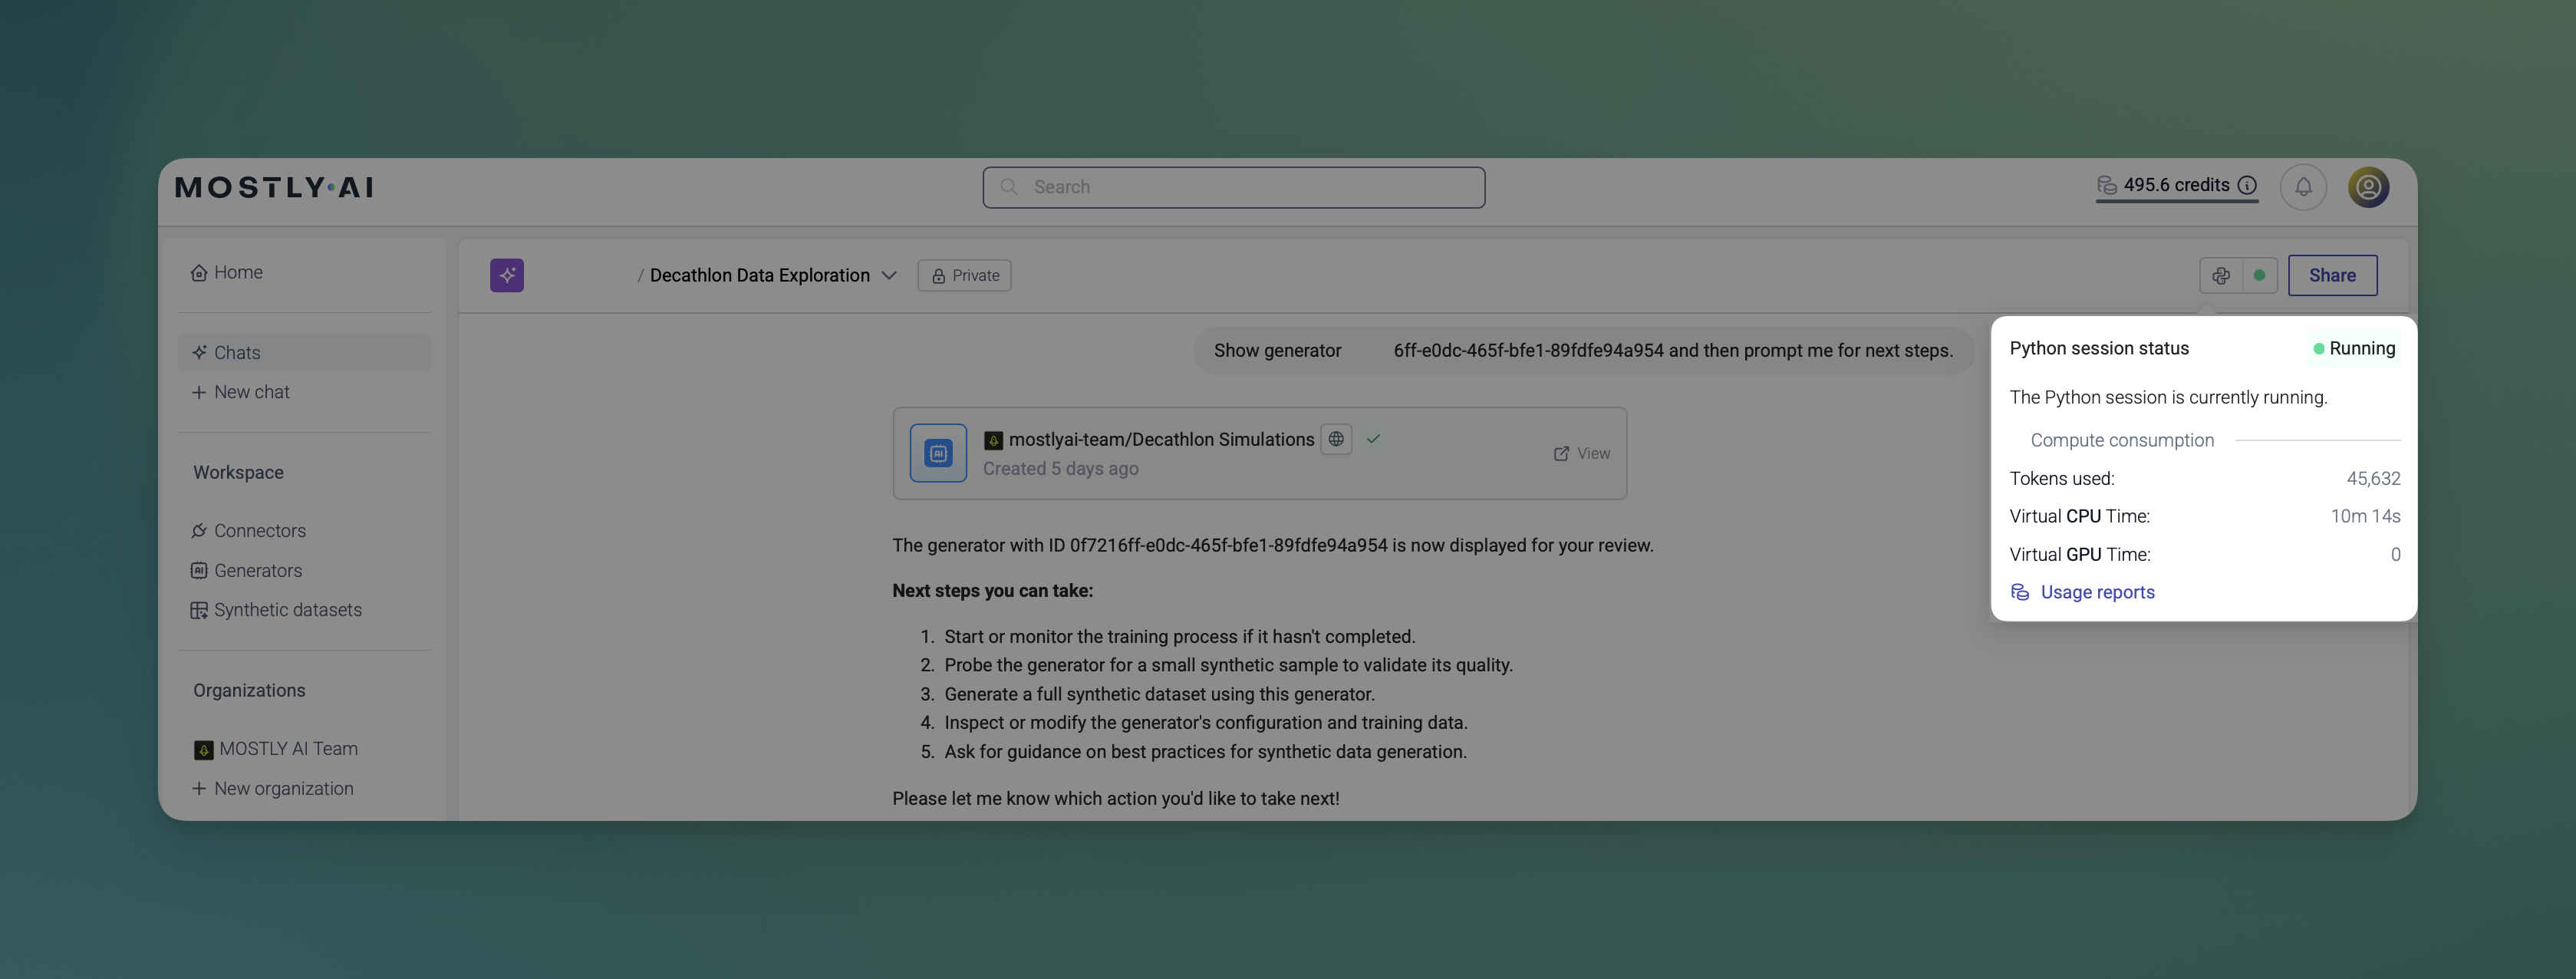 MOSTLY·AI
Search
495.6 credits
Home
Chats
New chat
Workspace
Connectors
Generators
Synthetic datasets
Organizations
MOSTLY AI Team
New organization
/ Decathlon Data Exploration
Private
Share
Show generator 6ff-e0dc-465f-bfe1-89fdfe94a954 and then prompt me for next steps.
mostlyai-team/Decathlon Simulations
Created 5 days ago
View
The generator with ID 0f7216ff-e0dc-465f-bfe1-89fdfe94a954 is now displayed for your review.
Next steps you can take:
1. Start or monitor the training process if it hasn't completed.
2. Probe the generator for a small synthetic sample to validate its quality.
3. Generate a full synthetic dataset using this generator.
4. Inspect or modify the generator's configuration and training data.
5. Ask for guidance on best practices for synthetic data generation.
Please let me know which action you'd like to take next!
Python session status
Running
The Python session is currently running.
Compute consumption
Tokens used: 45,632
Virtual CPU Time: 10m 14s
Virtual GPU Time: 0
Usage reports